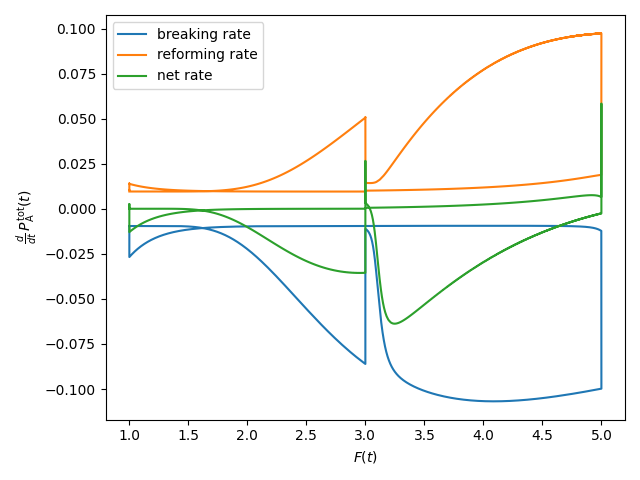 breaking rate
reforming rate
net rate
d/dt P_A^tot(t)
0.100
0.075
0.050
0.025
0.000
−0.025
−0.050
−0.075
−0.100
1.0 1.5 2.0 2.5 3.0 3.5 4.0 4.5 5.0
F(t)